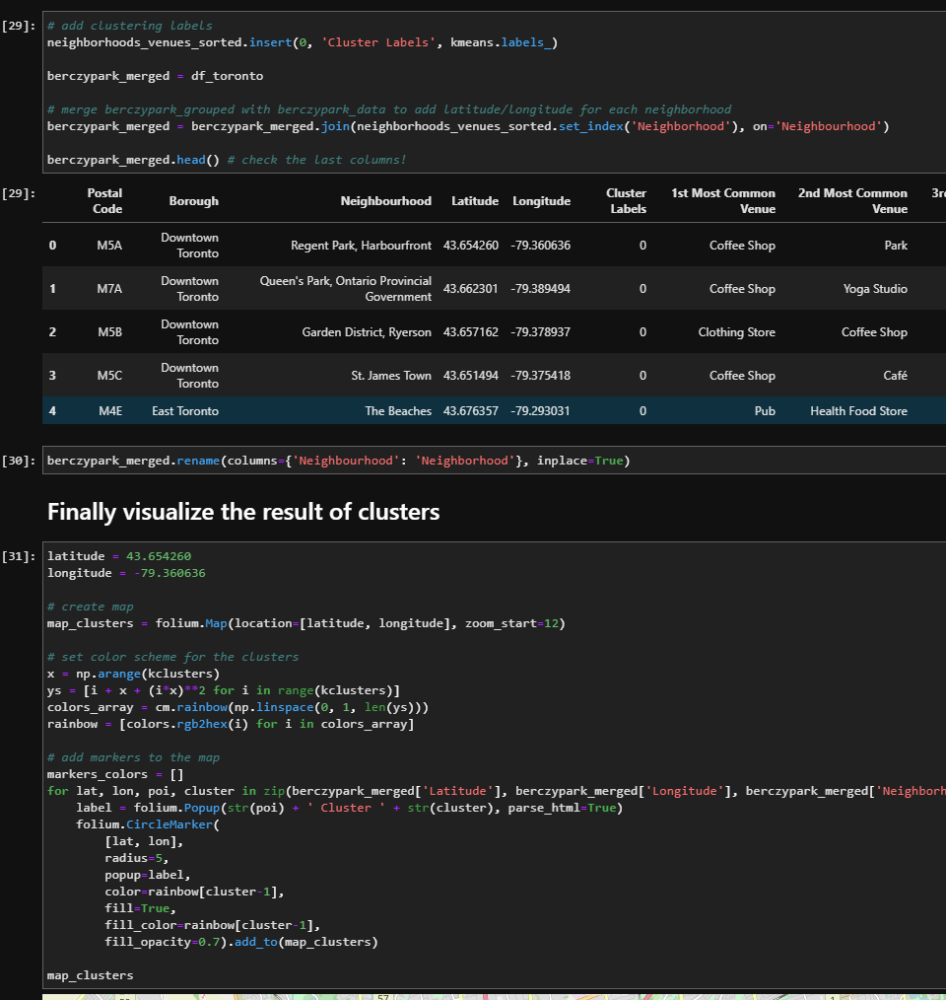 [29]: # add clustering labels
neighborhoods_venues_sorted.insert(0, 'Cluster Labels', kmeans.labels_)
berczypark_merged = df_toronto
# merge berczypark_grouped with berczypark_data to add latitude/longitude for each neighborhood
berczypark_merged = berczypark_merged.join(neighborhoods_venues_sorted.set_index('Neighborhood'), on='Neighbourhood')
berczypark_merged.head() # check the last columns!
[29]: Postal Code Borough Neighbourhood Latitude Longitude Cluster Labels 1st Most Common Venue 2nd Most Common Venue
0 M5A Downtown Toronto Regent Park, Harbourfront 43.654260 -79.360636 0 Coffee Shop Park
1 M7A Downtown Toronto Queen's Park, Ontario Provincial Government 43.662301 -79.389494 0 Coffee Shop Yoga Studio
2 M5B Downtown Toronto Garden District, Ryerson 43.657162 -79.378937 0 Clothing Store Coffee Shop
3 M5C Downtown Toronto St. James Town 43.651494 -79.375418 0 Coffee Shop Café
4 M4E East Toronto The Beaches 43.676357 -79.293031 0 Pub Health Food Store
[30]: berczypark_merged.rename(columns={'Neighbourhood': 'Neighborhood'}, inplace=True)
Finally visualize the result of clusters
[31]: latitude = 43.654260
longitude = -79.360636
# create map
map_clusters = folium.Map(location=[latitude, longitude], zoom_start=12)
# set color scheme for the clusters
x = np.arange(kclusters)
ys = [i + x + (i*x)**2 for i in range(kclusters)]
colors_array = cm.rainbow(np.linspace(0, 1, len(ys)))
rainbow = [colors.rgb2hex(i) for i in colors_array]
# add markers to the map
markers_colors = []
for lat, lon, poi, cluster in zip(berczypark_merged['Latitude'], berczypark_merged['Longitude'], berczypark_merged['Neighborh
label = folium.Popup(str(poi) + ' Cluster ' + str(cluster), parse_html=True)
folium.CircleMarker(
[lat, lon],
radius=5,
popup=label,
color=rainbow[cluster-1],
fill=True,
fill_color=rainbow[cluster-1],
fill_opacity=0.7).add_to(map_clusters)
map_clusters